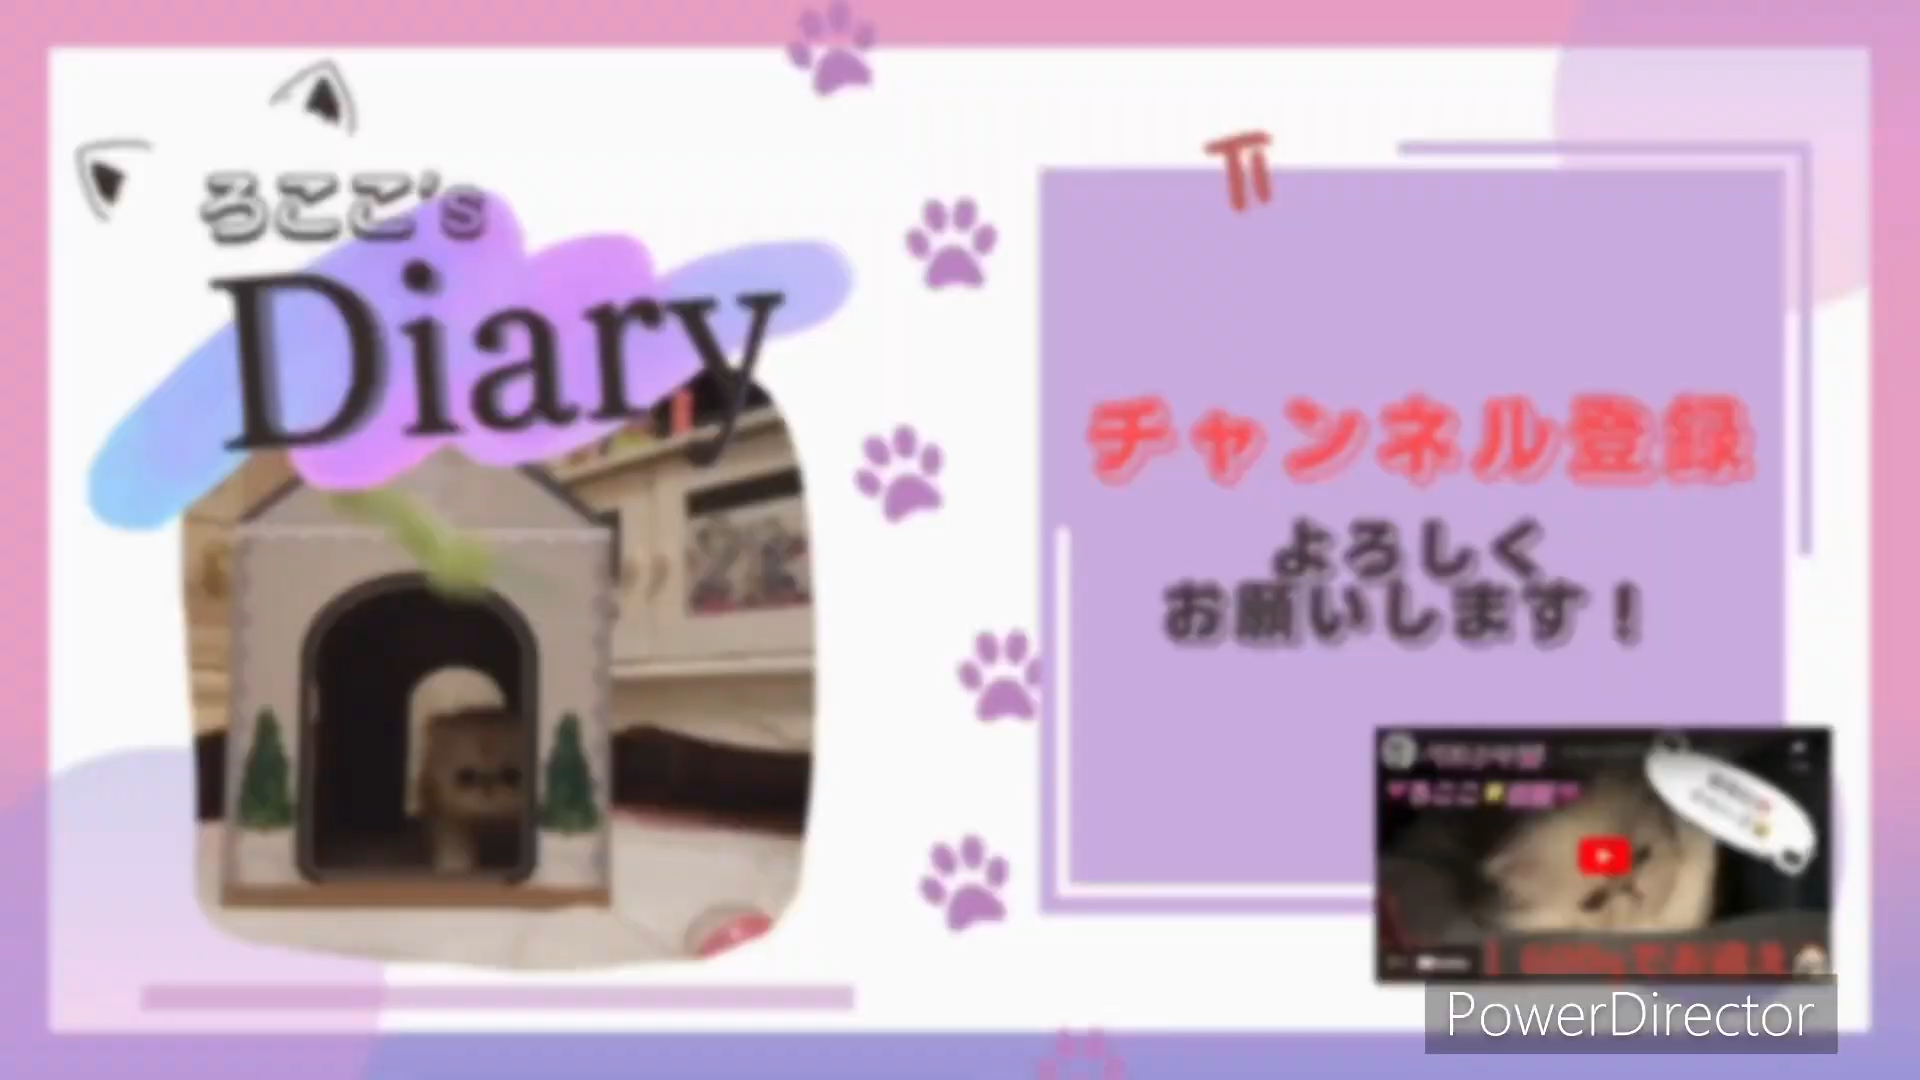 ろここ's
Diary
チャンネル登録
よろしく
お願いします！
PowerDirector